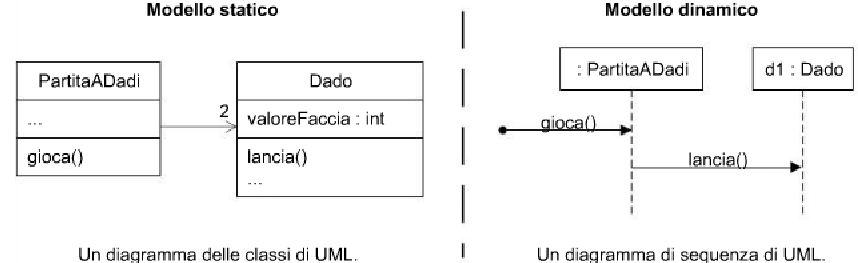 Modello statico
Modello dinamico
PartitaADadi
...
gioca()
2
Dado
valoreFaccia : int
lancia()
...
: PartitaADadi
d1 : Dado
gioca()
lancia()
Un diagramma delle classi di UML.
Un diagramma di sequenza di UML.